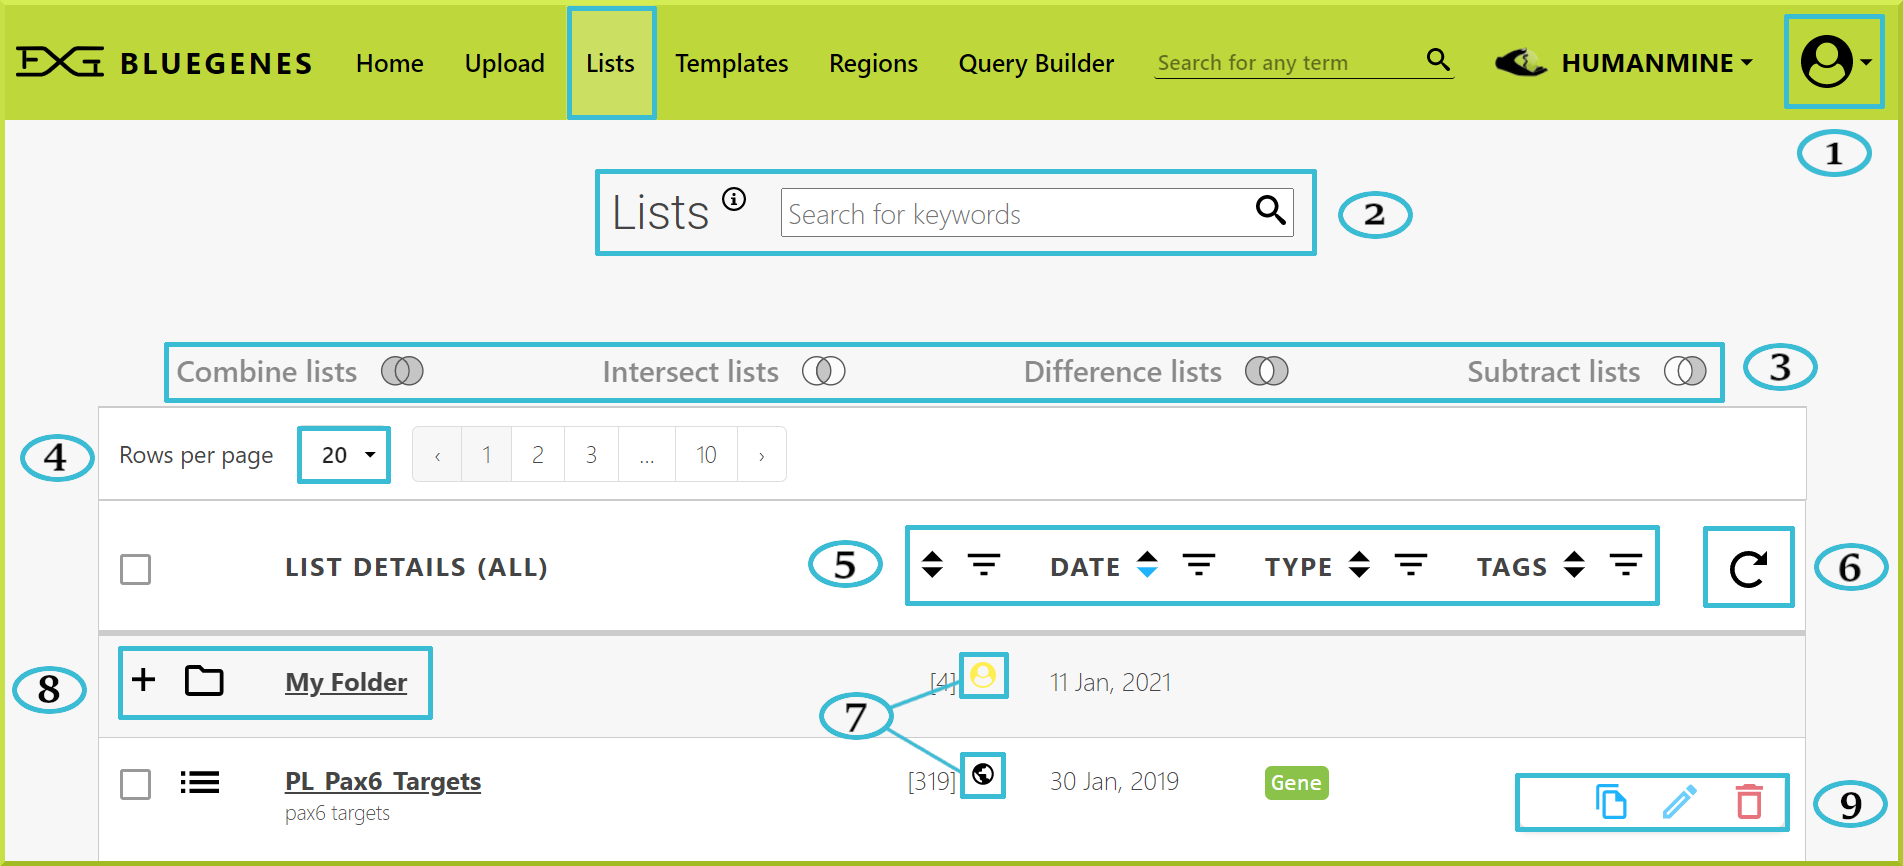 BLUEGENES Home Upload Lists Templates Regions Query Builder Search for any term HUMANMINE
1
Lists Search for keywords 2
Combine lists Intersect lists Difference lists Subtract lists 3
4 Rows per page 20 ‹ 1 2 3 ... 10 ›
LIST DETAILS (ALL) 5 DATE TYPE TAGS 6
8 + My Folder [4] 11 Jan, 2021
7
PL_Pax6_Targets [319] 30 Jan, 2019 Gene
pax6 targets 9